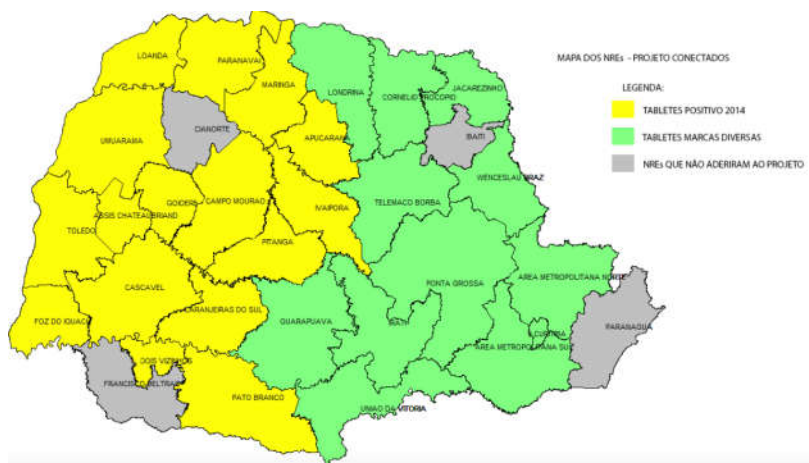 MAPA DOS NREs - PROJETO CONECTADOS
LEGENDA:
TABLETES POSITIVO 2014
TABLETES MARCAS DIVERSAS
NREs QUE NÃO ADERIRAM AO PROJETO
LOANDA
PARANAVAI
MARINGA
LONDRINA
CORNELIO PROCOPIO
JACAREZINHO
UMUARAMA
CIANORTE
APUCARANA
IBAITI
WENCESLAU BRAZ
TELEMACO BORBA
ASSIS CHATEAUBRIAND
GOIOERE
CAMPO MOURAO
IVAIPORA
TOLEDO
PITANGA
CASCAVEL
PONTA GROSSA
AREA METROPOLITANA NORTE
FOZ DO IGUACU
LARANJEIRAS DO SUL
GUARAPUAVA
IRATI
CURITIBA
AREA METROPOLITANA SUL
PARANAGUA
DOIS VIZINHOS
FRANCISCO BELTRAO
PATO BRANCO
UNIAO DA VITORIA